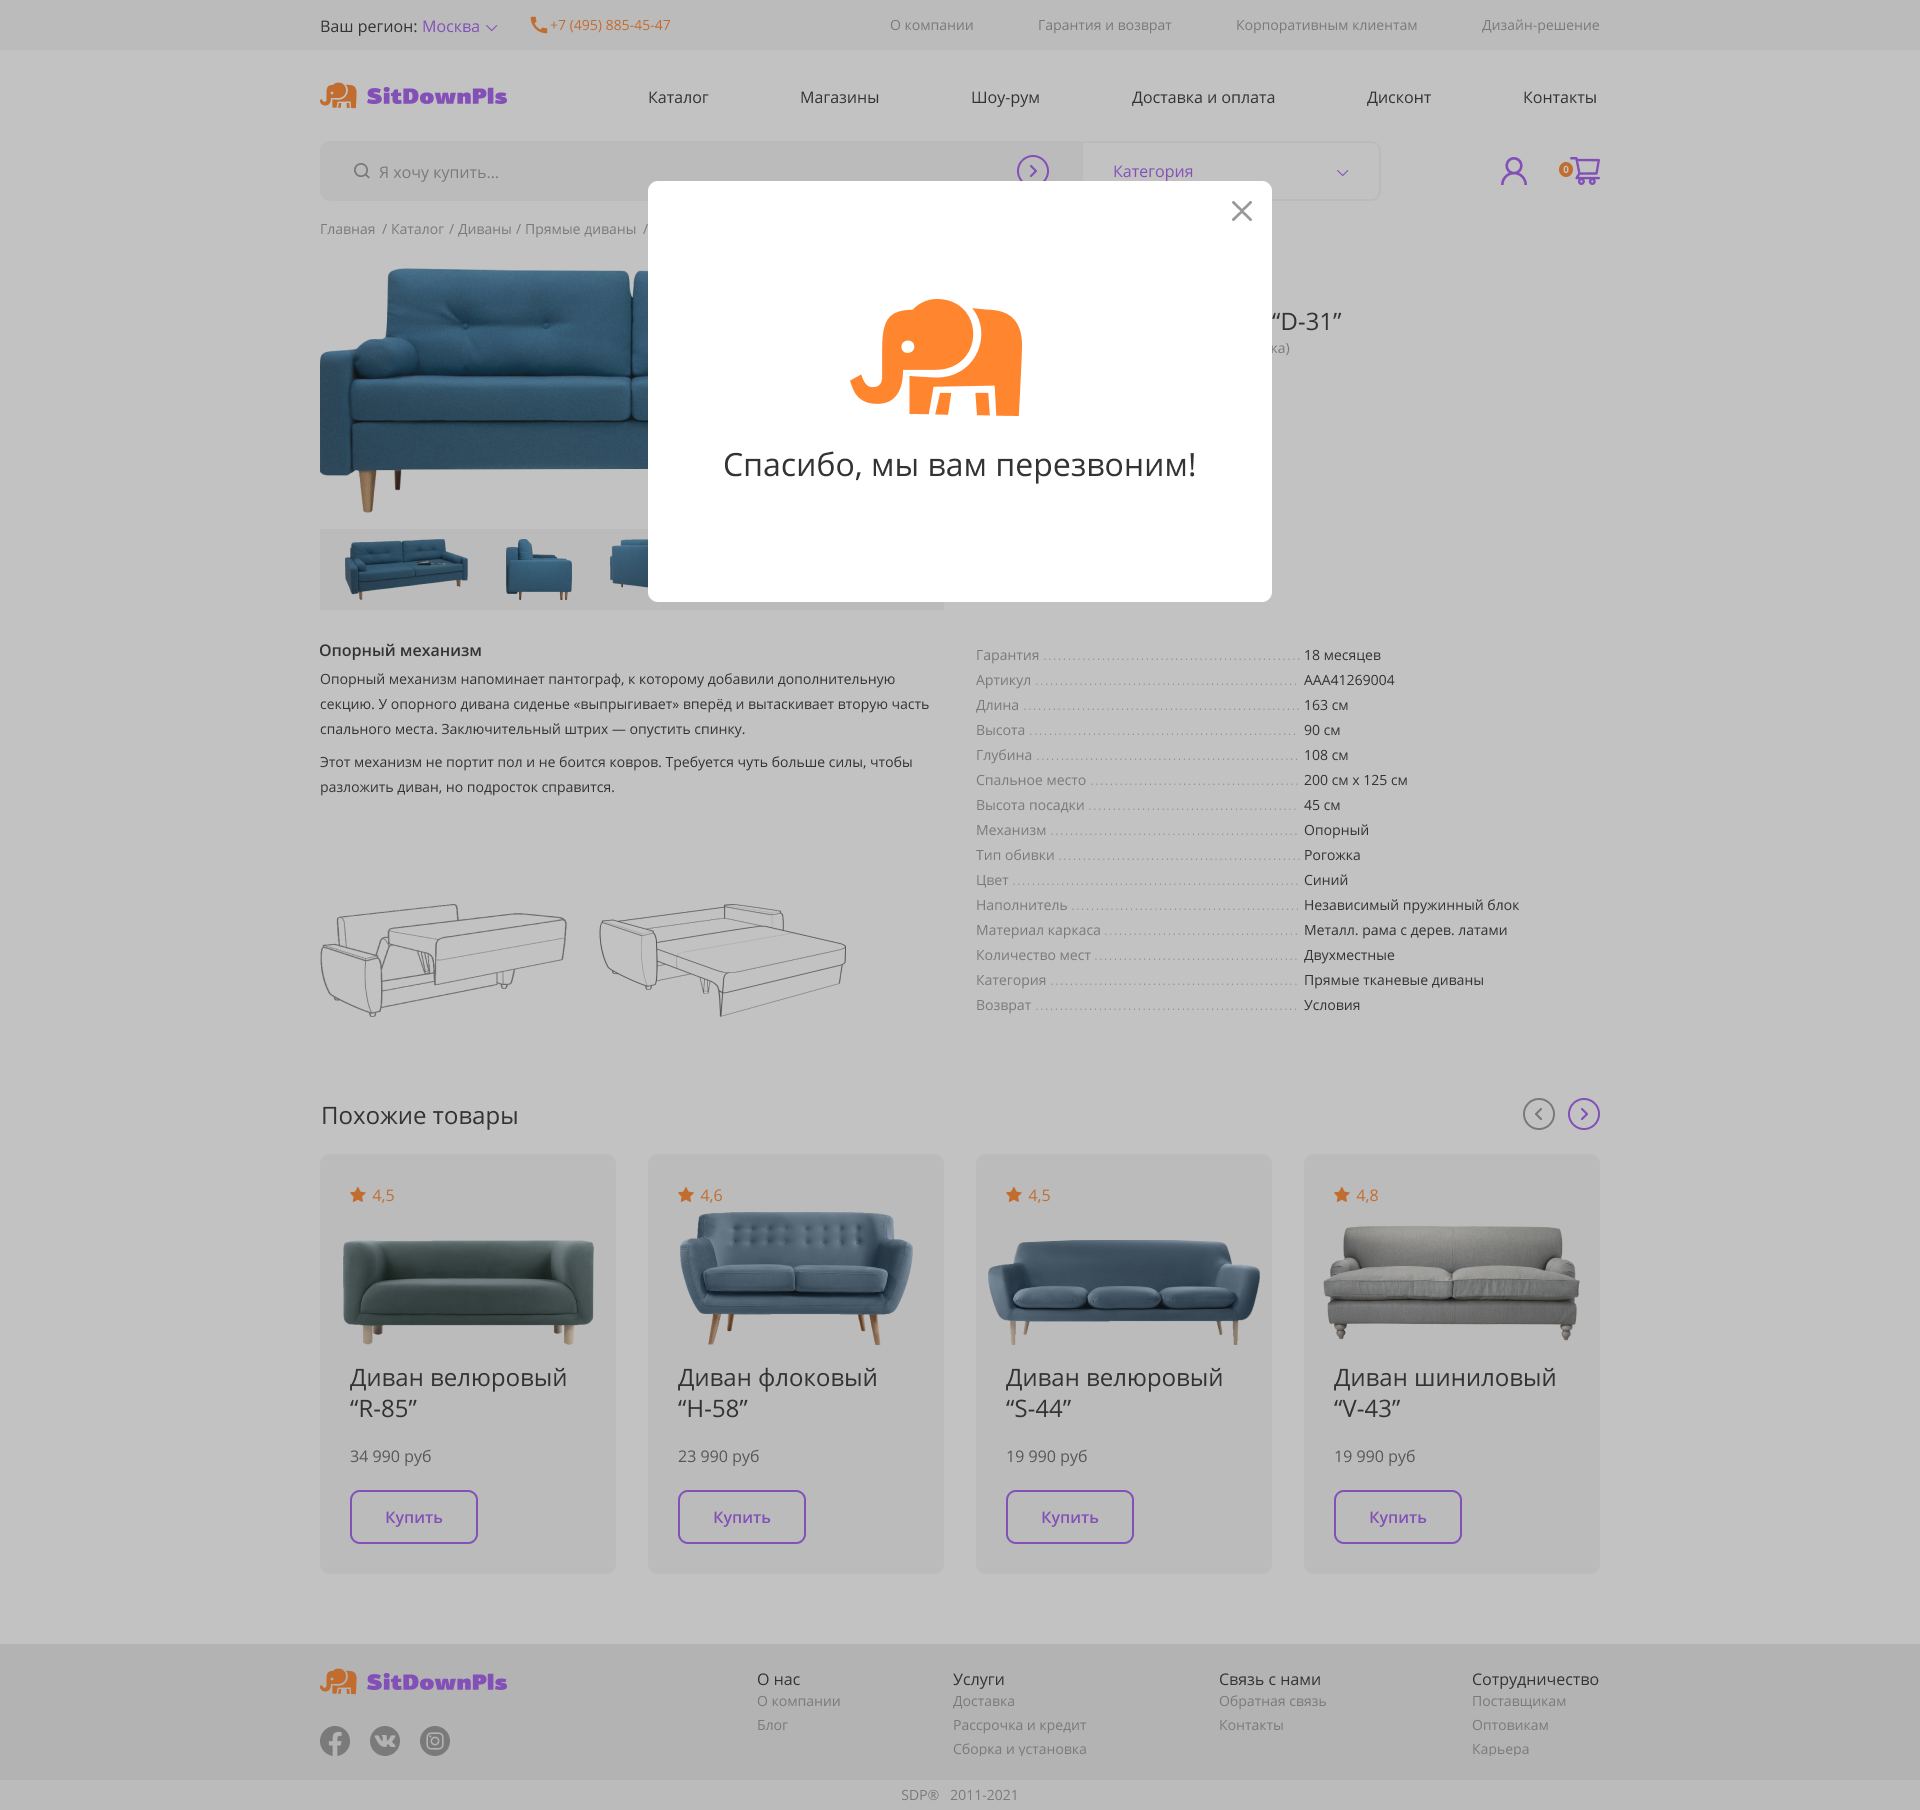 Ваш регион: Москва
+7 (495) 885-45-47
О компании
Гарантия и возврат
Корпоративным клиентам
Дизайн-решение
SitDownPls
Каталог
Магазины
Шоу-рум
Доставка и оплата
Дисконт
Контакты
Я хочу купить...
Категория
0
Главная / Каталог / Диваны / Прямые диваны /
“D-31”
ка)
Спасибо, мы вам перезвоним!
Опорный механизм
Опорный механизм напоминает пантограф, к которому добавили дополнительную
секцию. У опорного дивана сиденье «выпрыгивает» вперёд и вытаскивает вторую часть
спального места. Заключительный штрих — опустить спинку.
Этот механизм не портит пол и не боится ковров. Требуется чуть больше силы, чтобы
разложить диван, но подросток справится.
Гарантия 18 месяцев
Артикул ААА41269004
Длина 163 см
Высота 90 см
Глубина 108 см
Спальное место 200 см х 125 см
Высота посадки 45 см
Механизм Опорный
Тип обивки Рогожка
Цвет Синий
Наполнитель Независимый пружинный блок
Материал каркаса Металл. рама с дерев. латами
Количество мест Двухместные
Категория Прямые тканевые диваны
Возврат Условия
Похожие товары
4,5
Диван велюровый
“R-85”
34 990 руб
Купить
4,6
Диван флоковый
“H-58”
23 990 руб
Купить
4,5
Диван велюровый
“S-44”
19 990 руб
Купить
4,8
Диван шиниловый
“V-43”
19 990 руб
Купить
SitDownPls
О нас
О компании
Блог
Услуги
Доставка
Рассрочка и кредит
Сборка и установка
Связь с нами
Обратная связь
Контакты
Сотрудничество
Поставщикам
Оптовикам
Карьера
SDP® 2011-2021